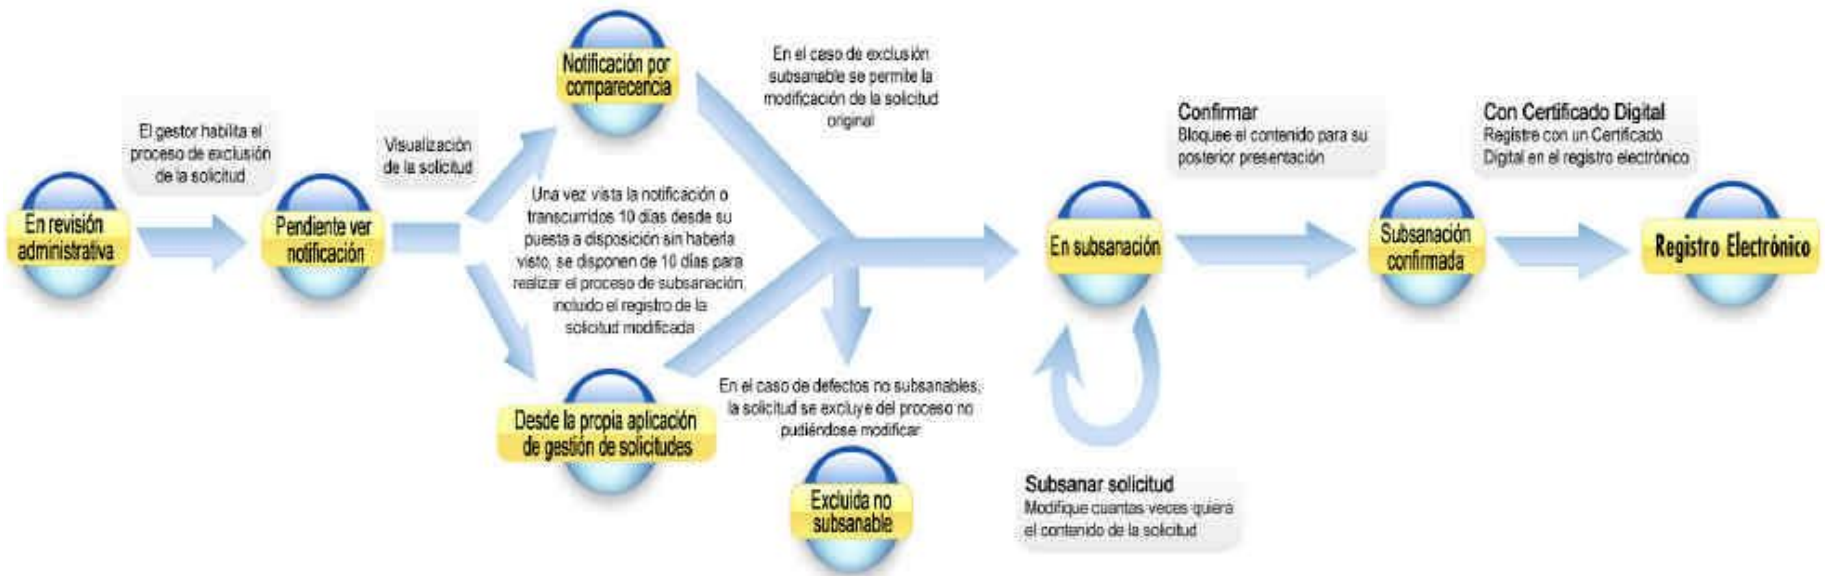 En revisión
administrativa
El gestor habilita el
proceso de exclusión
de la solicitud
Pendiente ver
notificación
Visualización
de la solicitud
Notificación por
comparecencia
En el caso de exclusión
subsanable se permite la
modificación de la solicitud
original
Una vez vista la notificación o
transcurridos 10 días desde su
puesta a disposición sin haberla
visto, se disponen de 10 días para
realizar el proceso de subsanación,
incluido el registro de la
solicitud modificada
Desde la propia aplicación
de gestión de solicitudes
En el caso de defectos no subsanables,
la solicitud se excluye del proceso no
pudiéndose modificar
Excluida no
subsanable
En subsanación
Subsanar solicitud
Modifique cuantas veces quiera
el contenido de la solicitud
Confirmar
Bloquee el contenido para su
posterior presentación
Subsanación
confirmada
Con Certificado Digital
Registre con un Certificado
Digital en el registro electrónico
Registro Electrónico